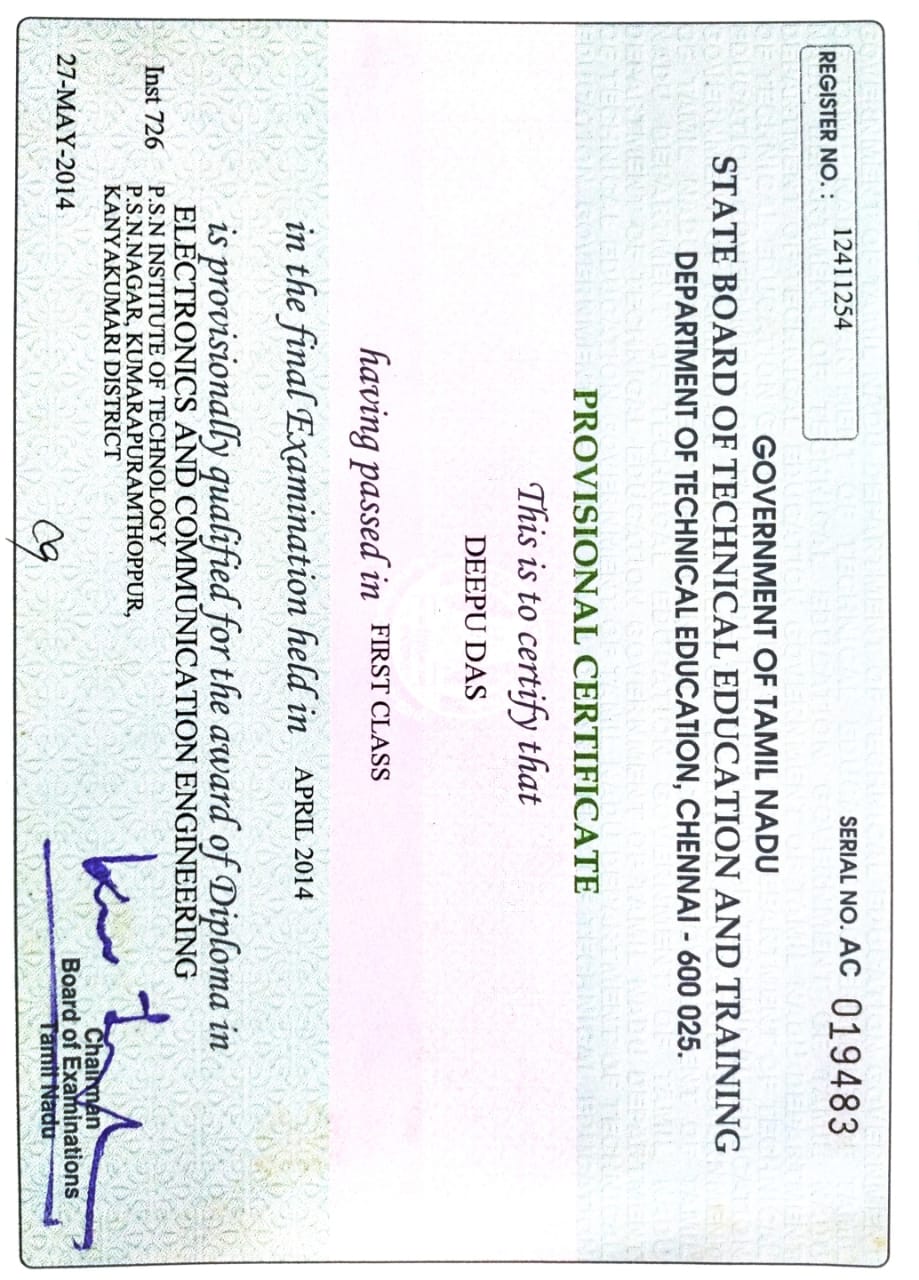 REGISTER NO. : 12411254
SERIAL NO. AC 019483
GOVERNMENT OF TAMIL NADU
STATE BOARD OF TECHNICAL EDUCATION AND TRAINING
DEPARTMENT OF TECHNICAL EDUCATION, CHENNAI - 600 025.
PROVISIONAL CERTIFICATE
This is to certify that
DEEPU DAS
having passed in FIRST CLASS
in the final Examination held in APRIL 2014
is provisionally qualified for the award of Diploma in
ELECTRONICS AND COMMUNICATION ENGINEERING
Inst 726 P.S.N INSTITUTE OF TECHNOLOGY
P.S.N.NAGAR, KUMARAPURAMTHOPPUR,
KANYAKUMARI DISTRICT
27-MAY-2014
Chairman
Board of Examinations
Tamil Nadu